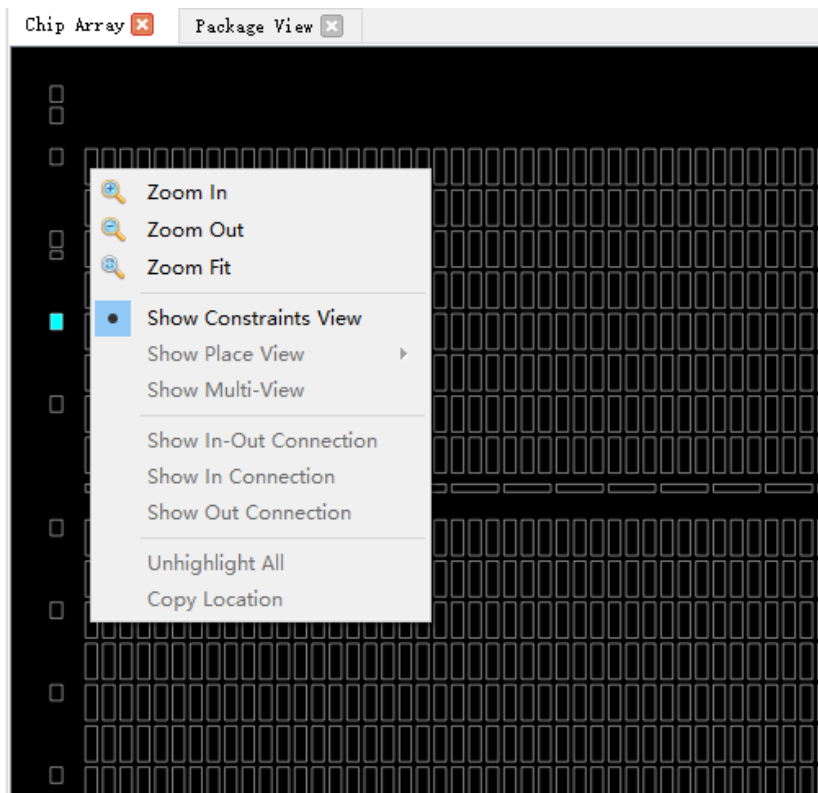 Chip Array Package View
Zoom In
Zoom Out
Zoom Fit
Show Constraints View
Show Place View
Show Multi-View
Show In-Out Connection
Show In Connection
Show Out Connection
Unhighlight All
Copy Location